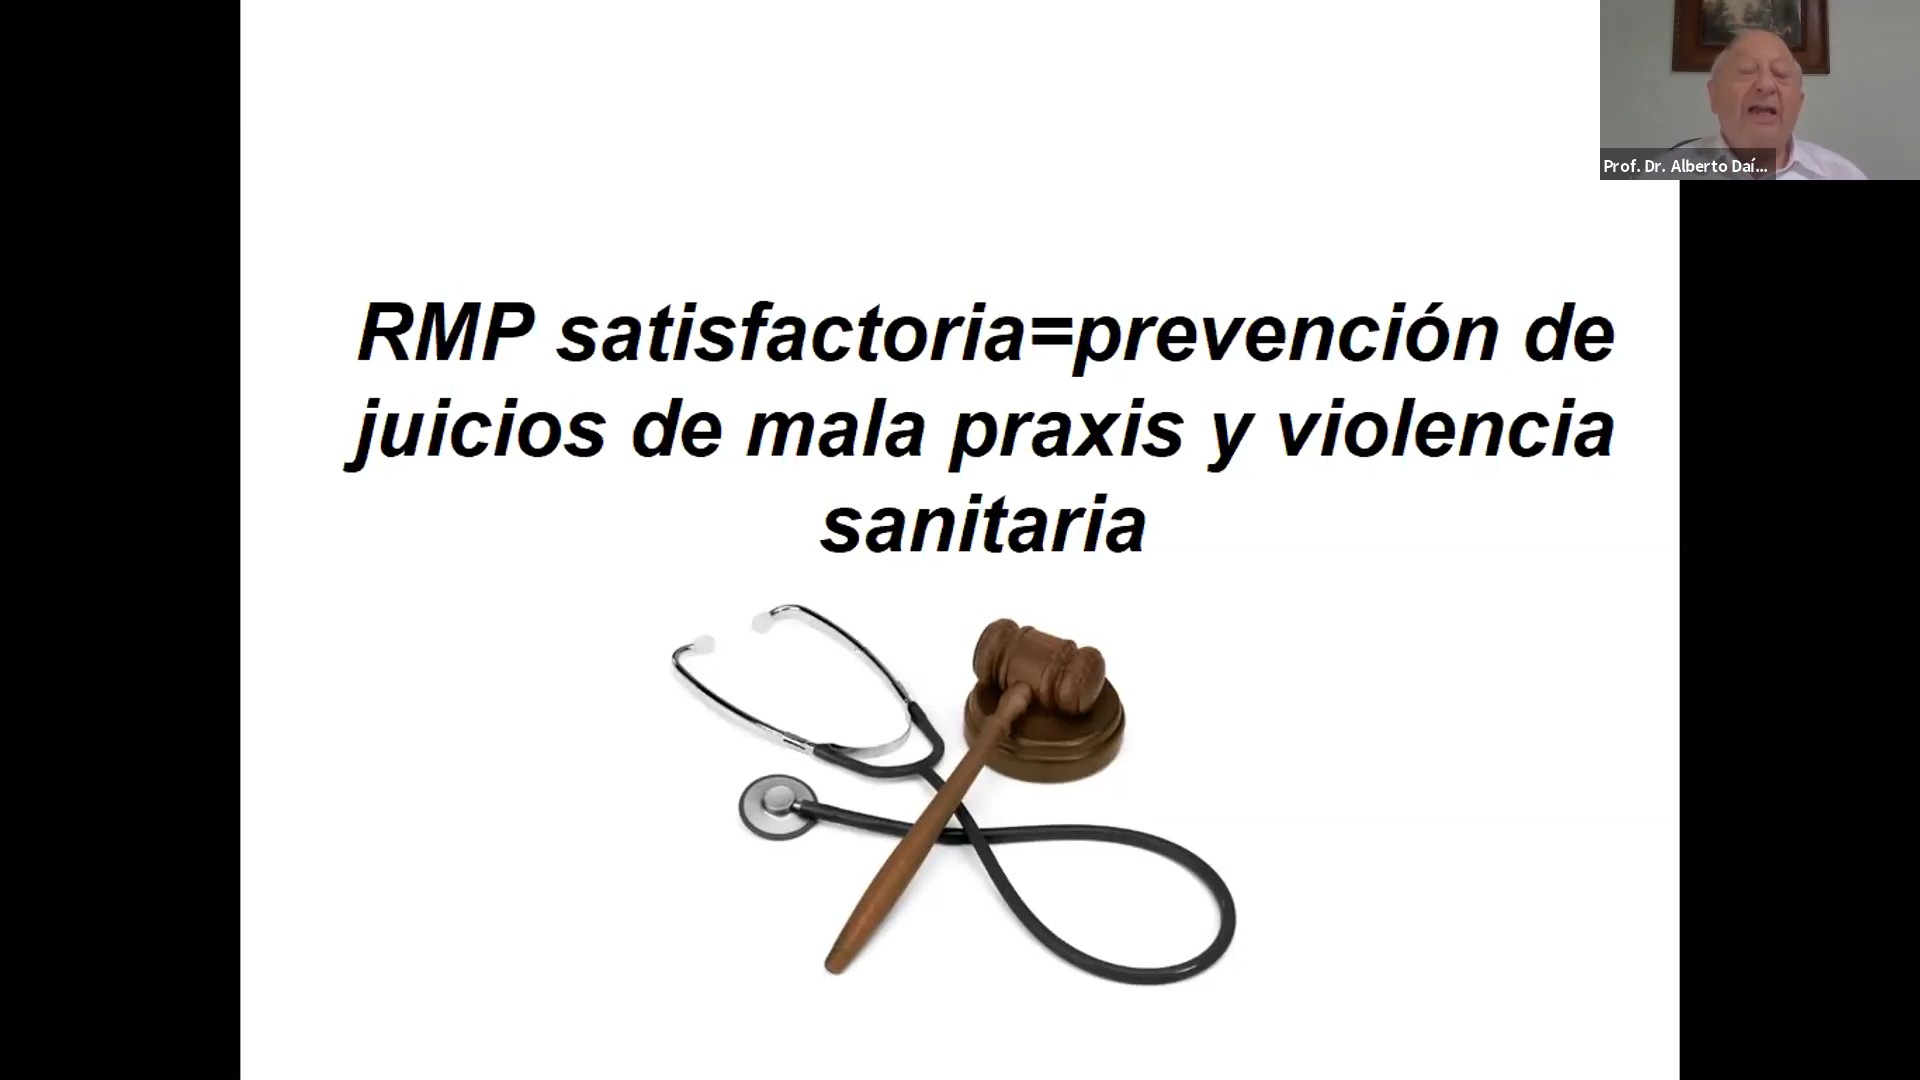 Prof. Dr. Alberto Daí...
RMP satisfactoria=prevención de
juicios de mala praxis y violencia
sanitaria